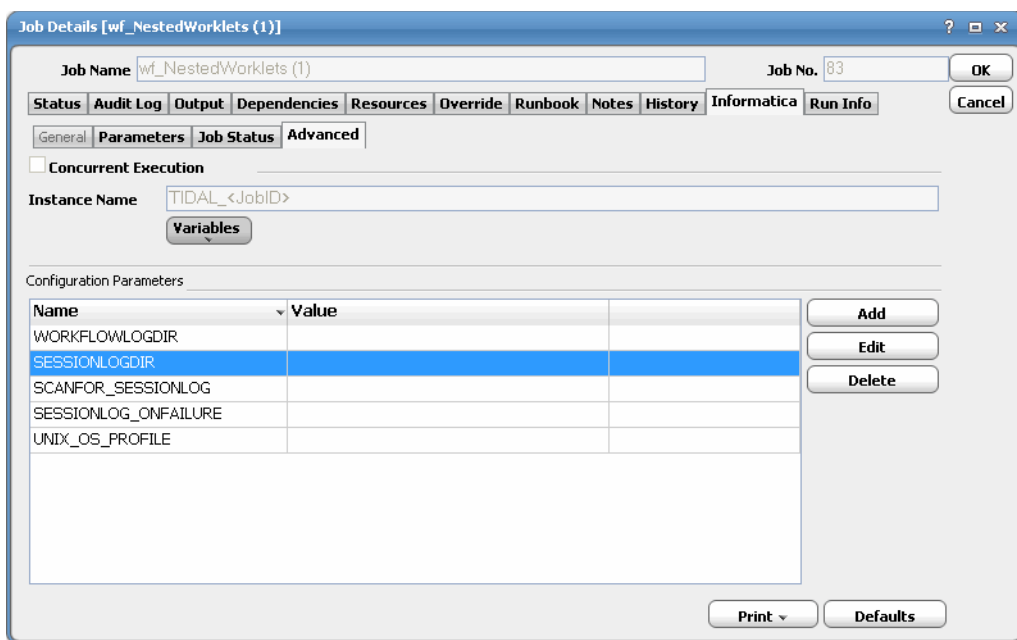 Job Details [wf_NestedWorklets (1)] ?
Job Name wf_NestedWorklets (1) Job No. 83 OK
Status Audit Log Output Dependencies Resources Override Runbook Notes History Informatica Run Info Cancel
General Parameters Job Status Advanced
Concurrent Execution
Instance Name TIDAL_<JobID>
Variables
Configuration Parameters
Name Value
Add
WORKFLOWLOGDIR
Edit
SESSIONLOGDIR
Delete
SCANFOR_SESSIONLOG
SESSIONLOG_ONFAILURE
UNIX_OS_PROFILE
Print Defaults